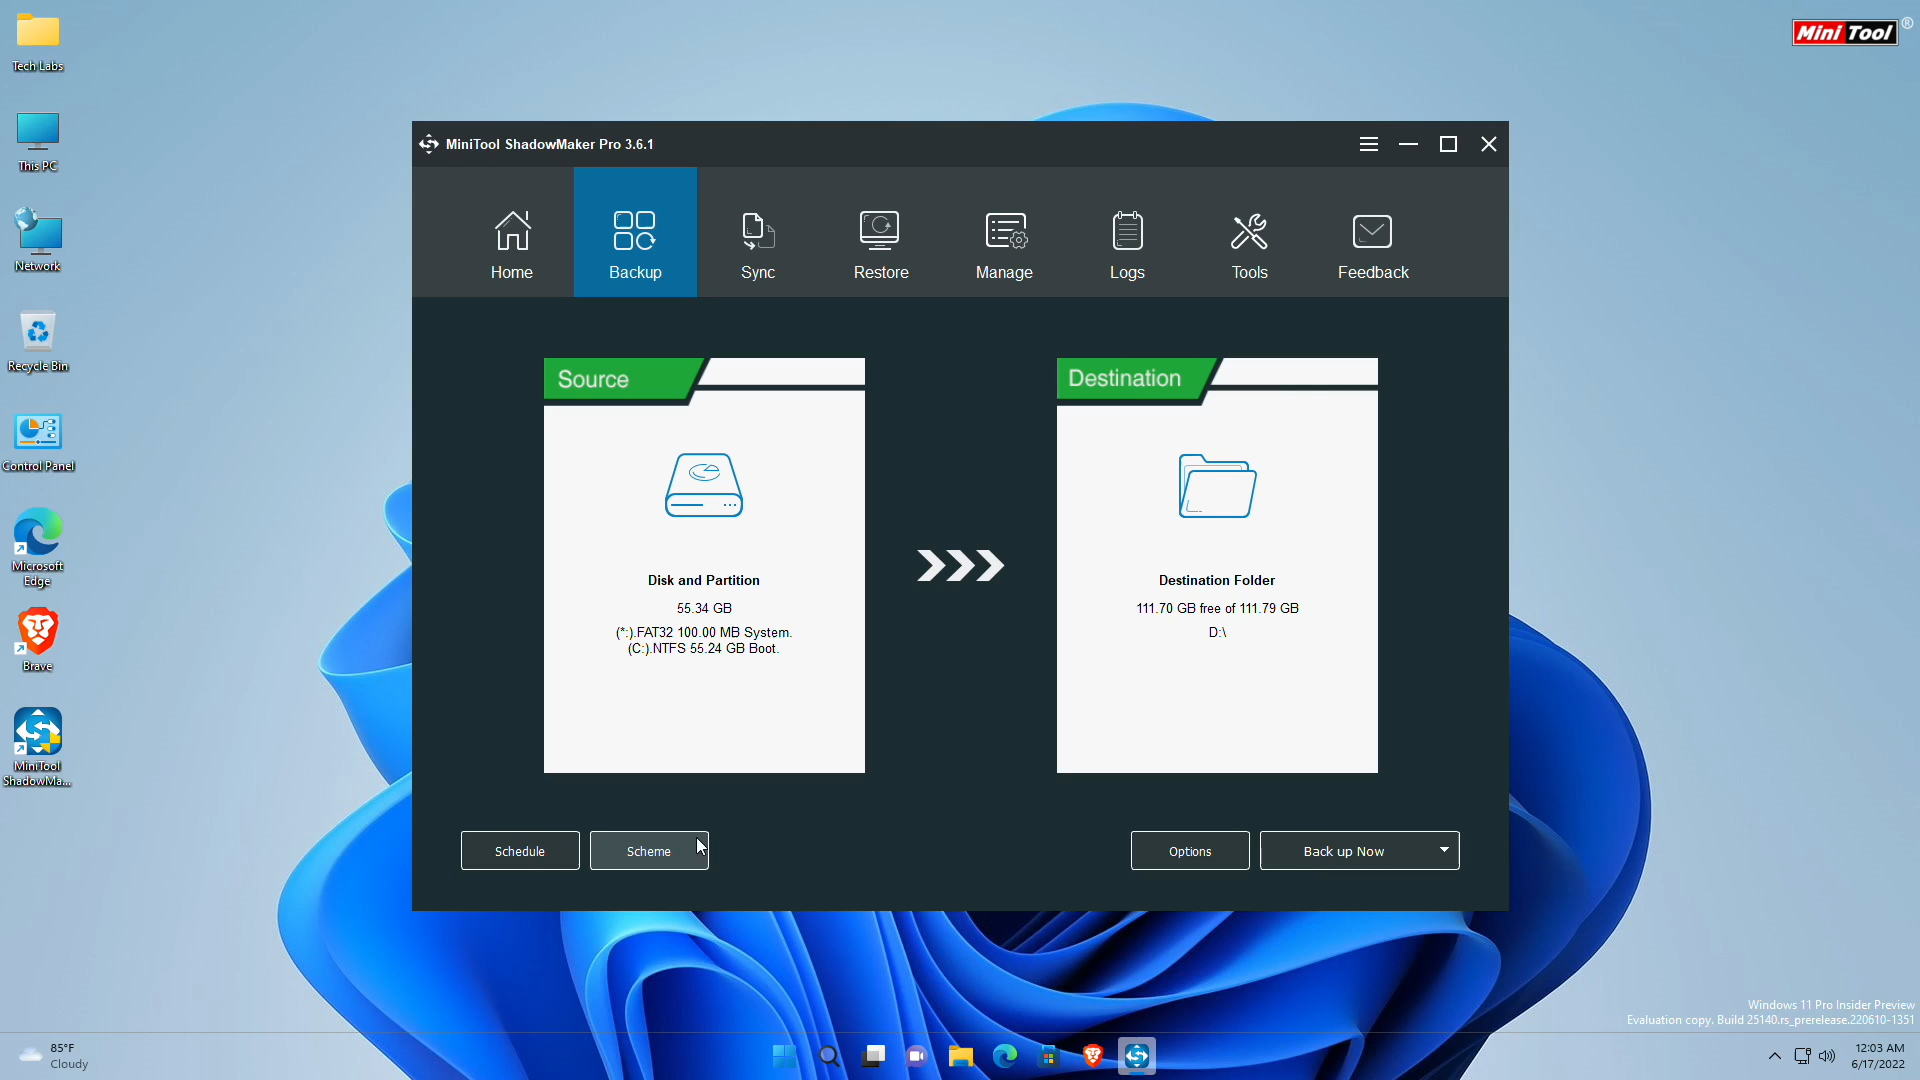 Tech Labs
This PC
Network
Recycle Bin
Control Panel
Microsoft
Edge
Brave
MiniTool
ShadowMa...
Mini Tool ®
MiniTool ShadowMaker Pro 3.6.1
Home
Backup
Sync
Restore
Manage
Logs
Tools
Feedback
Source
Disk and Partition
55.34 GB
(*:).FAT32 100.00 MB System.
(C:).NTFS 55.24 GB Boot.
Destination
Destination Folder
111.70 GB free of 111.79 GB
D:\
Schedule
Scheme
Options
Back up Now
Windows 11 Pro Insider Preview
Evaluation copy. Build 25140.rs_prerelease.220610-1351
85°F
Cloudy
12:03 AM
6/17/2022